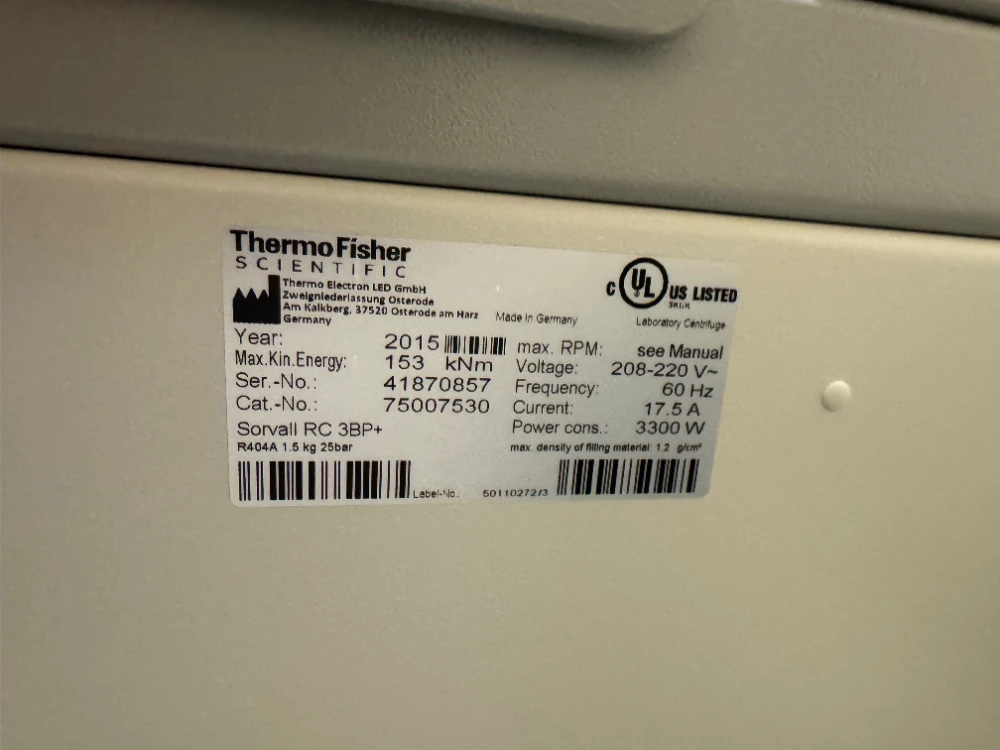 ThermoFisher
SCIENTIFIC
Thermo Electron LED GmbH
Zweigniederlassung Osterode
Am Kalkberg, 37520 Osterode am Harz
Germany
Made in Germany
C UL US LISTED
Laboratory Centrifuge
Year: 2015
Max.Kin.Energy: 153 kNm
Ser.-No.: 41870857
Cat.-No.: 75007530
Sorvall RC 3BP+
R404A 1.5 kg 25bar
max. RPM: see Manual
Voltage: 208-220 V~
Frequency: 60 Hz
Current: 17.5 A
Power cons.: 3300 W
max. density of filling material: 1.2 g/cm³
Label-No.: 50110272/3